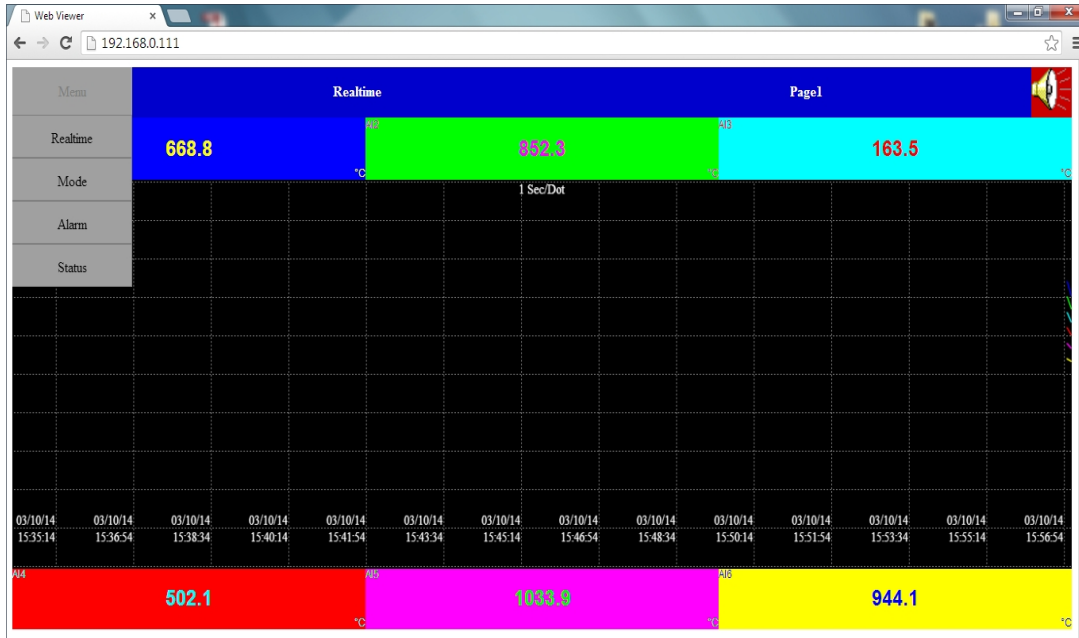 Web Viewer
192.168.0.111
Menu Realtime Page1
Realtime
Mode
Alarm
Status
668.8 °C
AI2 852.3 °C
AI3 163.5 °C
1 Sec/Dot
03/10/14 03/10/14 03/10/14 03/10/14 03/10/14 03/10/14 03/10/14 03/10/14 03/10/14 03/10/14 03/10/14 03/10/14 03/10/14 03/10/14
15:35:14 15:36:54 15:38:34 15:40:14 15:41:54 15:43:34 15:45:14 15:46:54 15:48:34 15:50:14 15:51:54 15:53:34 15:55:14 15:56:54
AI4 502.1 °C
AI5 1033.9 °C
AI6 944.1 °C